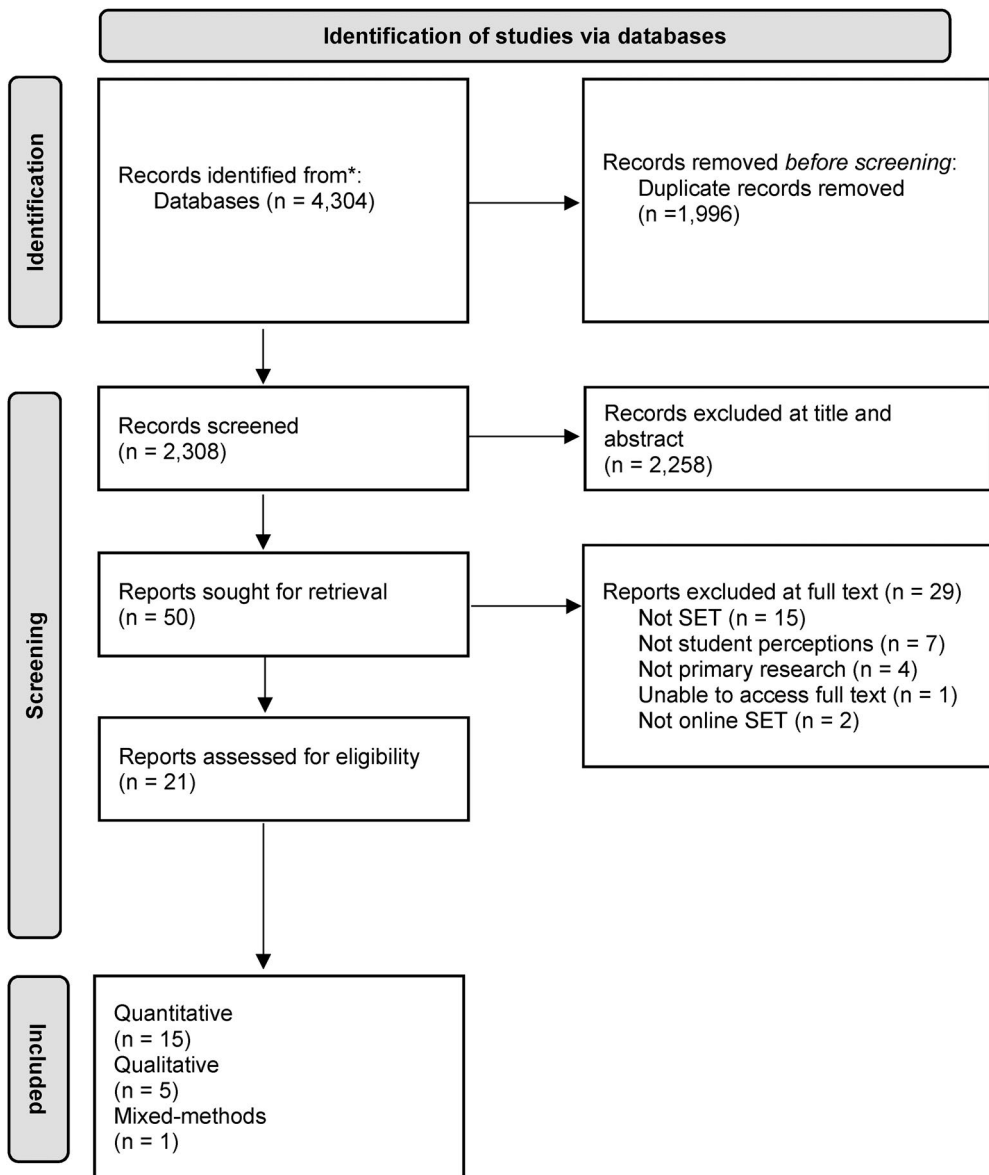 Identification of studies via databases
Identification
Records identified from*:
Databases (n = 4,304)
Records removed before screening:
Duplicate records removed
(n =1,996)
Screening
Records screened
(n = 2,308)
Records excluded at title and
abstract
(n = 2,258)
Reports sought for retrieval
(n = 50)
Reports excluded at full text (n = 29)
Not SET (n = 15)
Not student perceptions (n = 7)
Not primary research (n = 4)
Unable to access full text (n = 1)
Not online SET (n = 2)
Reports assessed for eligibility
(n = 21)
Included
Quantitative
(n = 15)
Qualitative
(n = 5)
Mixed-methods
(n = 1)